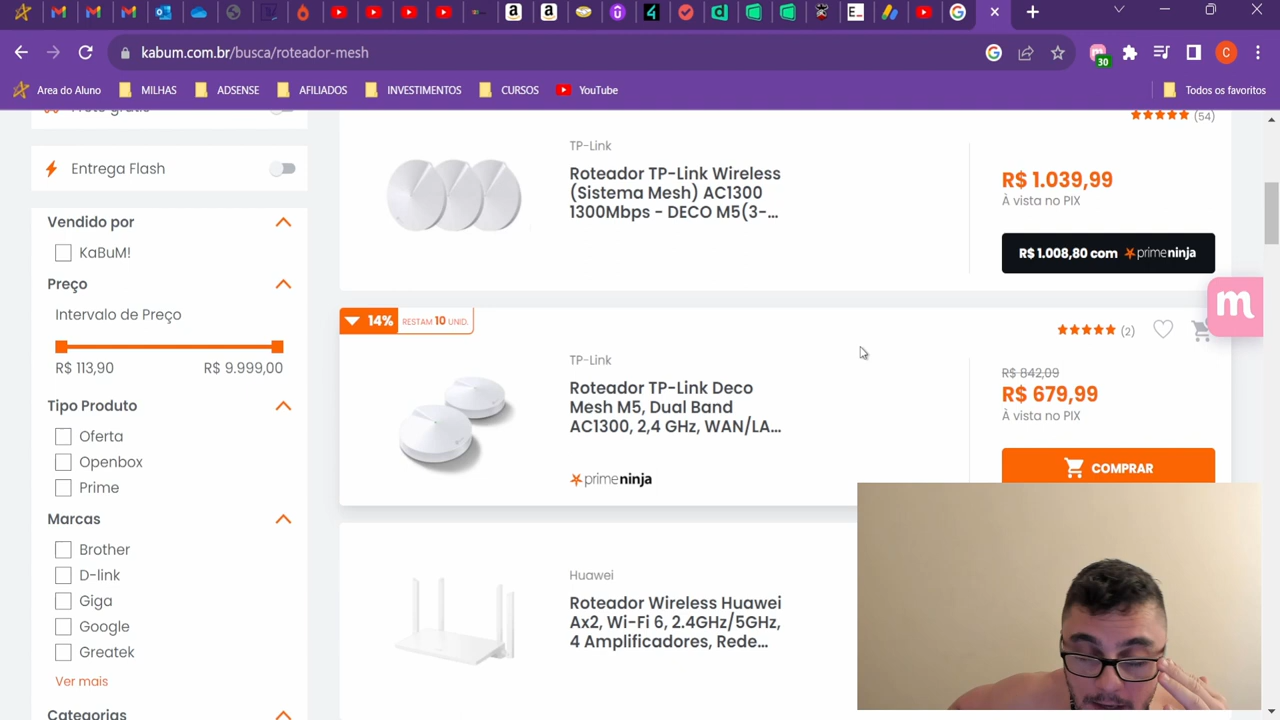 30
kabum.com.br/busca/roteador-mesh
Area do Aluno
MILHAS
ADSENSE
AFILIADOS
INVESTIMENTOS
CURSOS
YouTube
Todos os favoritos
Entrega Flash
Vendido por
KaBuM!
Preço
Intervalo de Preço
R$ 113,90
R$ 9.999,00
Tipo Produto
Oferta
Openbox
Prime
Marcas
Brother
D-link
Giga
Google
Greatek
Ver mais
Categorias
(54)
TP-Link
Roteador TP-Link Wireless
(Sistema Mesh) AC1300
1300Mbps - DECO M5(3-...
R$ 1.039,99
À vista no PIX
R$ 1.008,80 com primeninja
14%
RESTAM 10 UNID.
(2)
TP-Link
Roteador TP-Link Deco
Mesh M5, Dual Band
AC1300, 2,4 GHz, WAN/LA...
primeninja
R$ 842,09
R$ 679,99
À vista no PIX
COMPRAR
m
Huawei
Roteador Wireless Huawei
Ax2, Wi-Fi 6, 2.4GHz/5GHz,
4 Amplificadores, Rede...